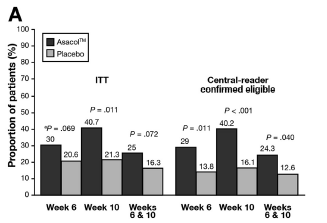 A
Proportion of patients (%)
100
90
80
70
60
50
40
30
20
10
0
Asacol™
Placebo
ITT
Central-reader
confirmed eligible
ᵃP = .069
P = .011
P = .072
P = .011
P < .001
P = .040
30
20.6
40.7
21.3
25
16.3
29
13.8
40.2
16.1
24.3
12.6
Week 6
Week 10
Weeks
6 & 10
Week 6
Week 10
Weeks
6 & 10